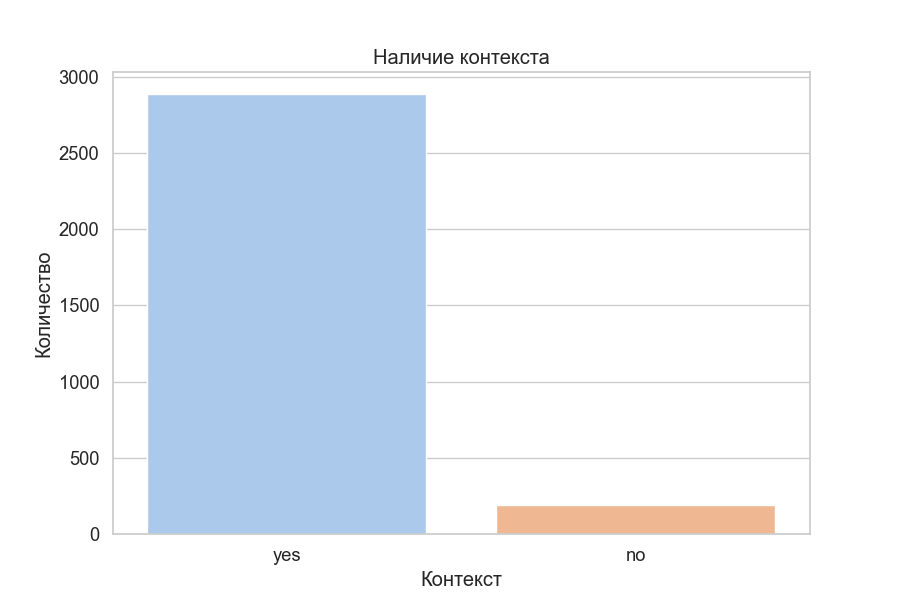 Наличие контекста
3000
2500
2000
1500
1000
500
0
Количество
yes
no
Контекст